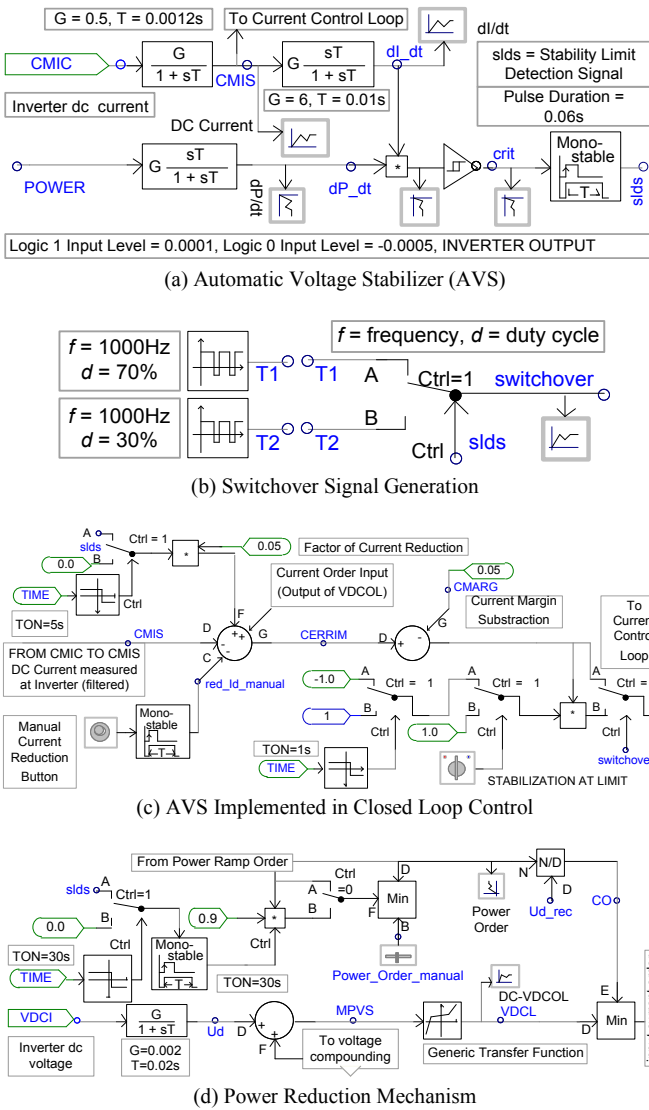 G = 0.5, T = 0.0012s
To Current Control Loop
dI/dt
CMIC
G
1 + sT
CMIS
G sT
1 + sT
dI_dt
slds = Stability Limit
Detection Signal
Pulse Duration =
0.06s
Inverter dc current
G = 6, T = 0.01s
DC Current
POWER
G sT
1 + sT
dP/dt
dP_dt
*
crit
Mono-
stable
T
slds
Logic 1 Input Level = 0.0001, Logic 0 Input Level = -0.0005, INVERTER OUTPUT
(a) Automatic Voltage Stabilizer (AVS)
f = 1000Hz
d = 70%
T1
T1
f = frequency, d = duty cycle
A
Ctrl=1
switchover
f = 1000Hz
d = 30%
T2
T2
B
Ctrl
slds
(b) Switchover Signal Generation
A
slds
Ctrl = 1
B
0.0
*
0.05
Factor of Current Reduction
TIME
Ctrl
TON=5s
Current Order Input
(Output of VDCOL)
0.05
CMARG
Current Margin
Substraction
To
Current
Control
Loop
CMIS
D
F
+
+
-
-
C
G
CERRIM
D
+
-
G
FROM CMIC TO CMIS
DC Current measured
at Inverter (filtered)
red_Id_manual
-1.0
A
Ctrl = 1
1
B
Ctrl
A
Ctrl = 1
1.0
B
Ctrl
*
A
Ctrl =
B
Ctrl
Manual
Current
Reduction
Button
Mono-
stable
T
TON=1s
TIME
STABILIZATION AT LIMIT
switchove
(c) AVS Implemented in Closed Loop Control
From Power Ramp Order
slds
A
Ctrl=1
0.0
B
Ctrl
0.9
*
Ctrl
Ctrl
=0
A
B
D
F
Min
B
N
N/D
D
Power
Order
Ud_rec
CO
TON=30s
TIME
Mono-
stable
T
TON=30s
Power_Order_manual
VDCI
G
1 + sT
Ud
D
+
+
F
MPVS
DC-VDCOL
VDCL
E
D
Min
Inverter dc
voltage
G=0.002
T=0.02s
To voltage
compounding
Generic Transfer Function
(d) Power Reduction Mechanism